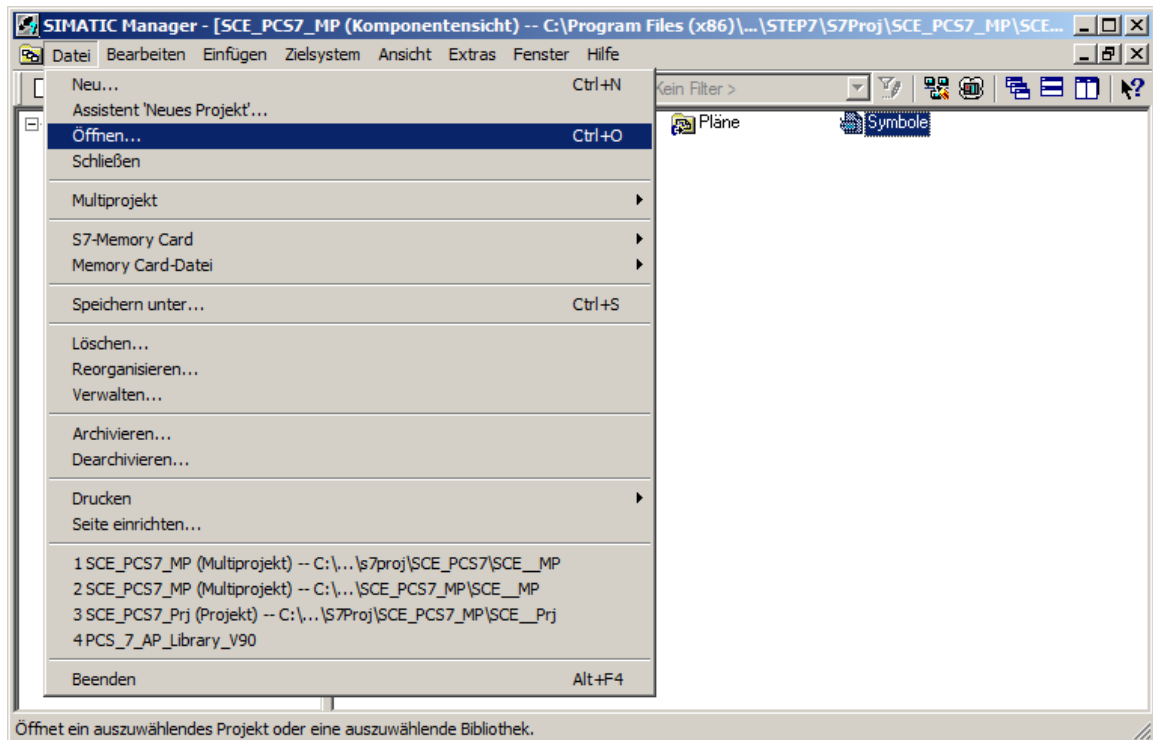 SIMATIC Manager - [SCE_PCS7_MP (Komponentensicht) -- C:\Program Files (x86)\...\STEP7\S7Proj\SCE_PCS7_MP\SCE...
Datei Bearbeiten Einfügen Zielsystem Ansicht Extras Fenster Hilfe
Neu... Ctrl+N
Kein Filter >
Assistent 'Neues Projekt'...
Öffnen... Ctrl+O
Pläne
Symbole
Schließen
Multiprojekt
S7-Memory Card
Memory Card-Datei
Speichern unter... Ctrl+S
Löschen...
Reorganisieren...
Verwalten...
Archivieren...
Dearchivieren...
Drucken
Seite einrichten...
1 SCE_PCS7_MP (Multiprojekt) -- C:\...\s7proj\SCE_PCS7\SCE__MP
2 SCE_PCS7_MP (Multiprojekt) -- C:\...\SCE_PCS7_MP\SCE__MP
3 SCE_PCS7_Prj (Projekt) -- C:\...\S7Proj\SCE_PCS7_MP\SCE__Prj
4 PCS_7_AP_Library_V90
Beenden Alt+F4
Öffnet ein auszuwählendes Projekt oder eine auszuwählende Bibliothek.